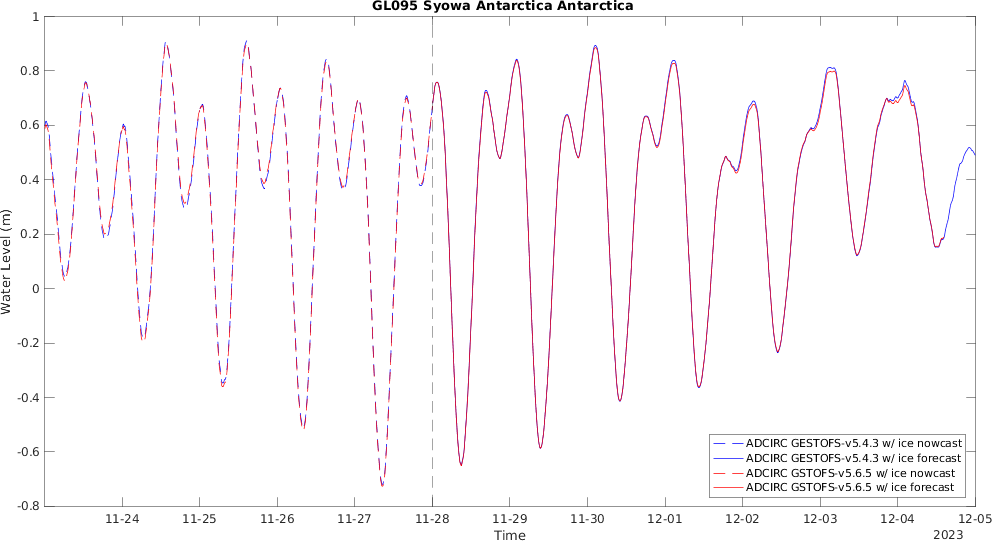 GL095 Syowa Antarctica Antarctica
Water Level (m)
1
0.8
0.6
0.4
0.2
0
-0.2
-0.4
-0.6
-0.8
ADCIRC GESTOFS-v5.4.3 w/ ice nowcast
ADCIRC GESTOFS-v5.4.3 w/ ice forecast
ADCIRC GSTOFS-v5.6.5 w/ ice nowcast
ADCIRC GSTOFS-v5.6.5 w/ ice forecast
11-24 11-25 11-26 11-27 11-28 11-29 11-30 12-01 12-02 12-03 12-04 12-05
Time
2023